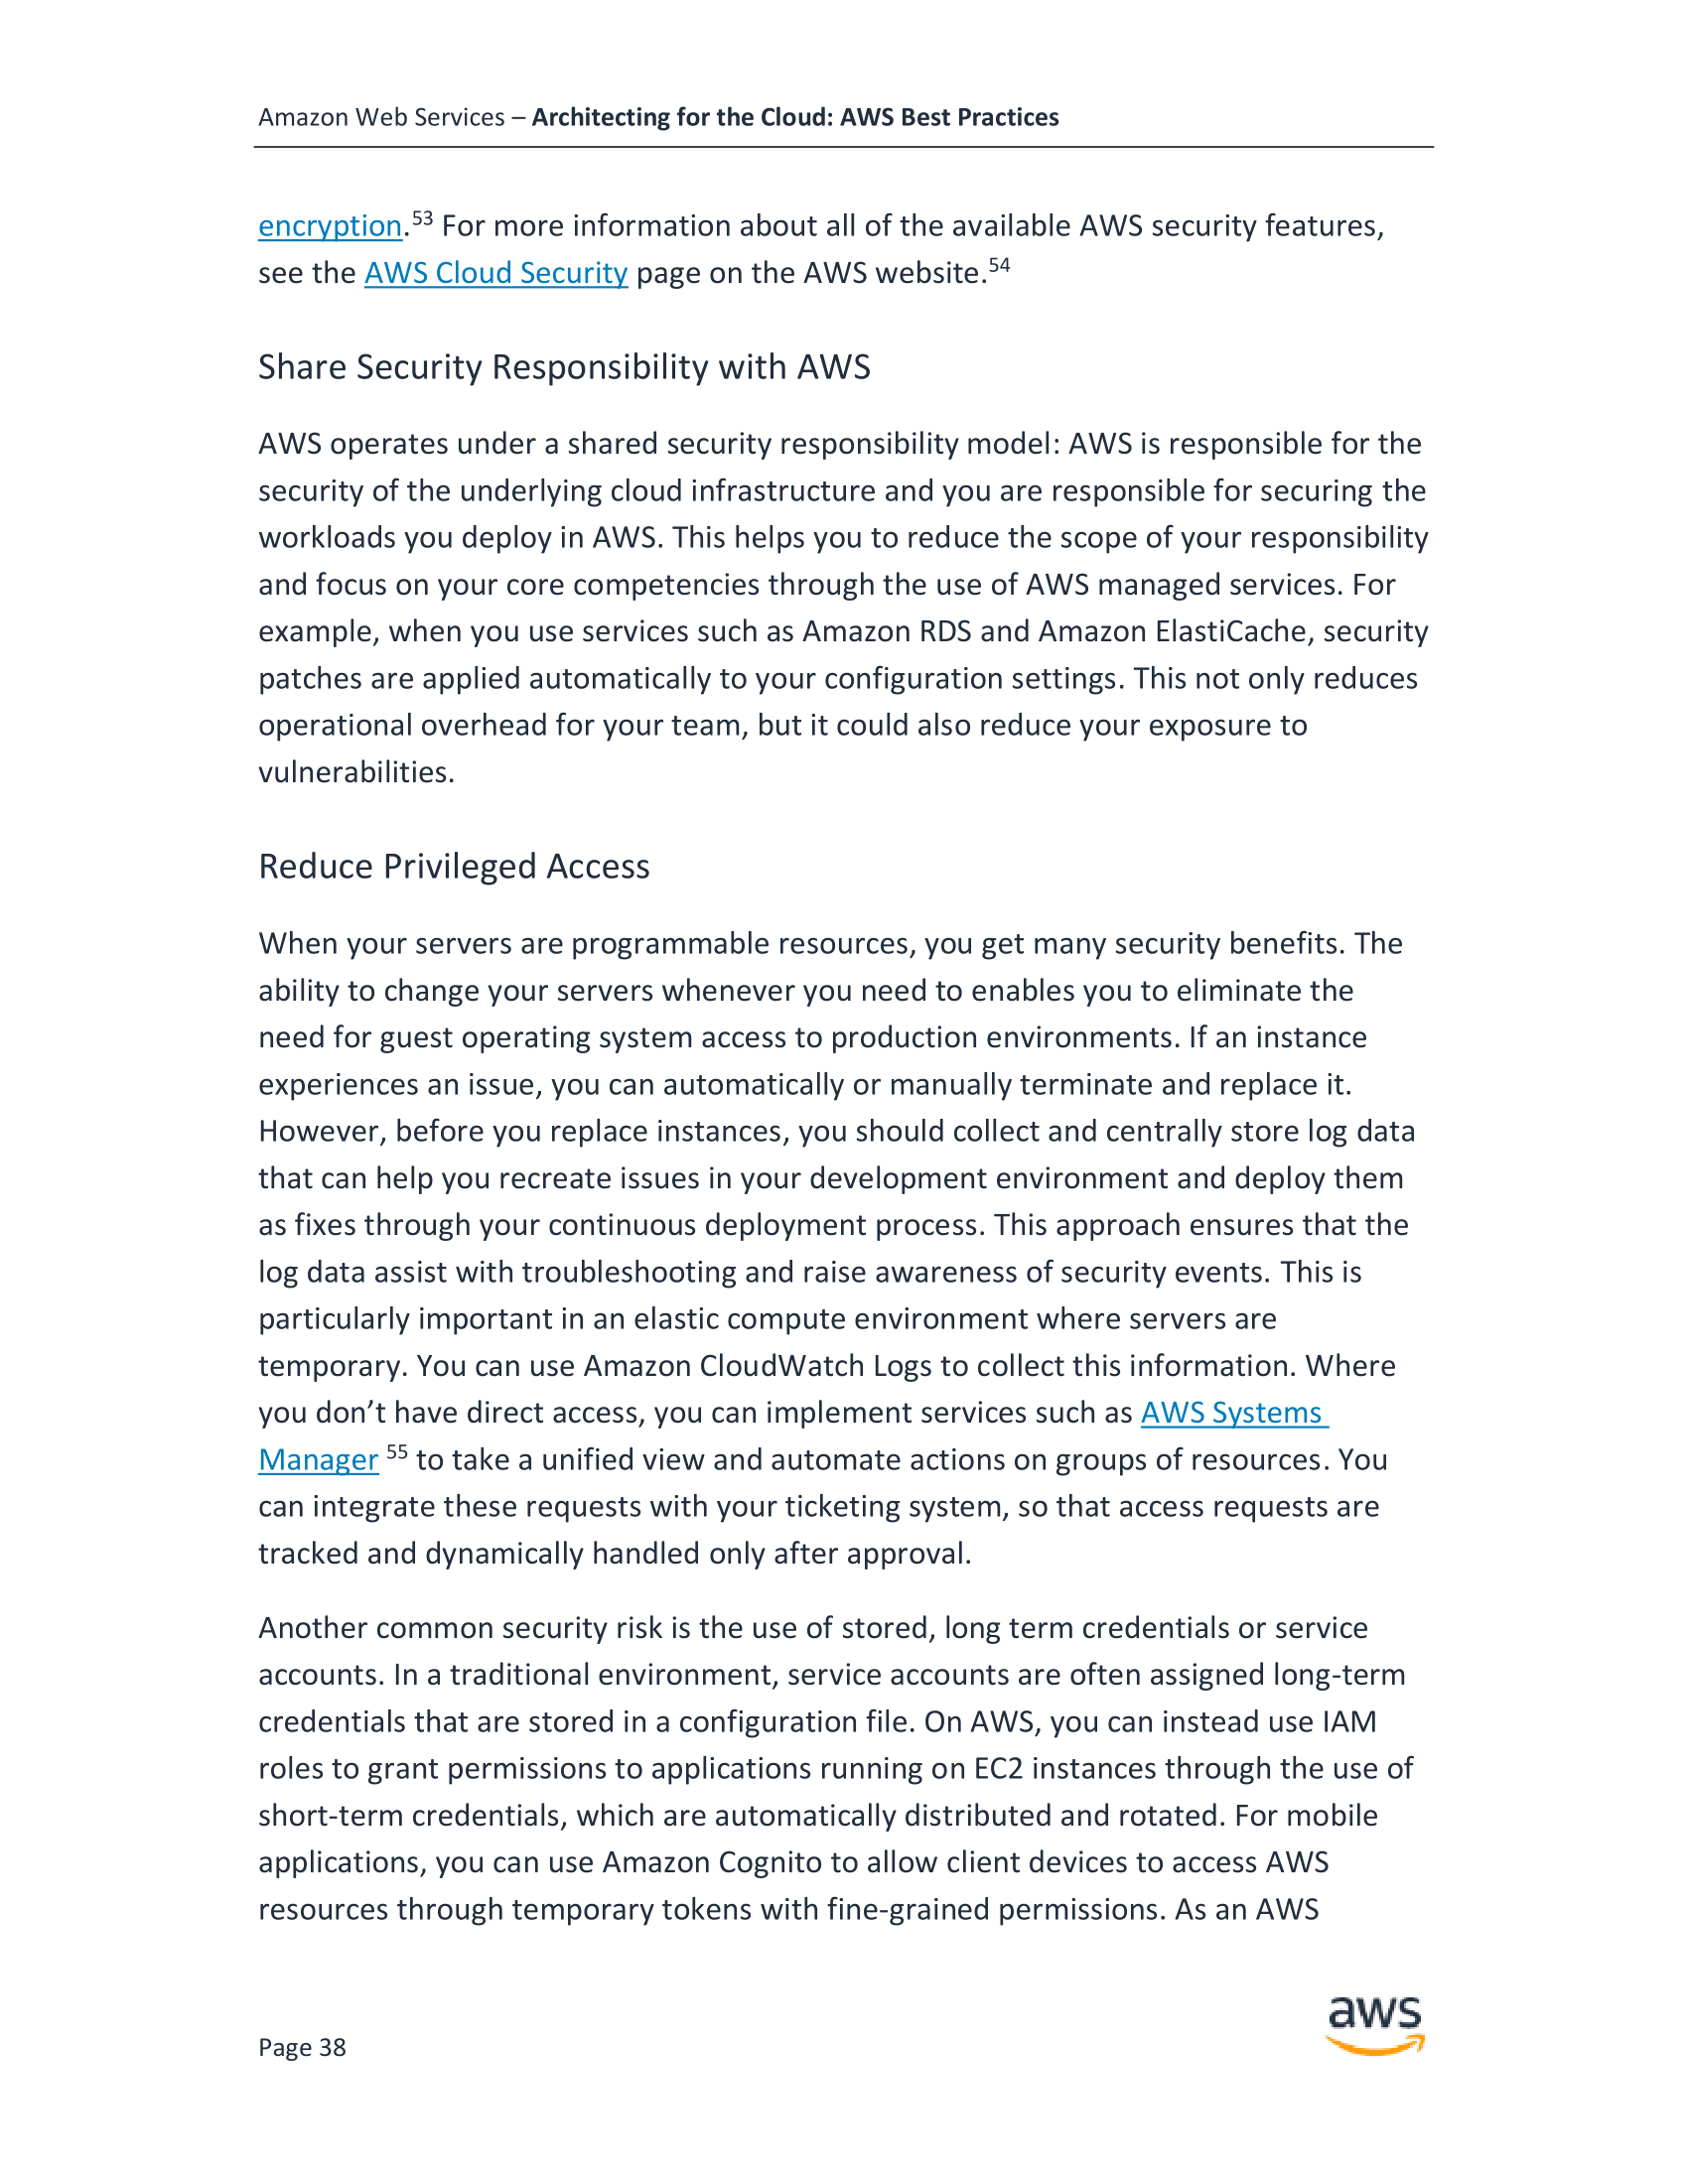 Amazon Web Services – Architecting for the Cloud: AWS Best Practices
encryption.53 For more information about all of the available AWS security features,
see the AWS Cloud Security page on the AWS website.54
Share Security Responsibility with AWS
AWS operates under a shared security responsibility model: AWS is responsible for the
security of the underlying cloud infrastructure and you are responsible for securing the
workloads you deploy in AWS. This helps you to reduce the scope of your responsibility
and focus on your core competencies through the use of AWS managed services. For
example, when you use services such as Amazon RDS and Amazon ElastiCache, security
patches are applied automatically to your configuration settings. This not only reduces
operational overhead for your team, but it could also reduce your exposure to
vulnerabilities.
Reduce Privileged Access
When your servers are programmable resources, you get many security benefits. The
ability to change your servers whenever you need to enables you to eliminate the
need for guest operating system access to production environments. If an instance
experiences an issue, you can automatically or manually terminate and replace it.
However, before you replace instances, you should collect and centrally store log data
that can help you recreate issues in your development environment and deploy them
as fixes through your continuous deployment process. This approach ensures that the
log data assist with troubleshooting and raise awareness of security events. This is
particularly important in an elastic compute environment where servers are
temporary. You can use Amazon CloudWatch Logs to collect this information. Where
you don’t have direct access, you can implement services such as AWS Systems
Manager 55 to take a unified view and automate actions on groups of resources. You
can integrate these requests with your ticketing system, so that access requests are
tracked and dynamically handled only after approval.
Another common security risk is the use of stored, long term credentials or service
accounts. In a traditional environment, service accounts are often assigned long-term
credentials that are stored in a configuration file. On AWS, you can instead use IAM
roles to grant permissions to applications running on EC2 instances through the use of
short-term credentials, which are automatically distributed and rotated. For mobile
applications, you can use Amazon Cognito to allow client devices to access AWS
resources through temporary tokens with fine-grained permissions. As an AWS
aws
Page 38